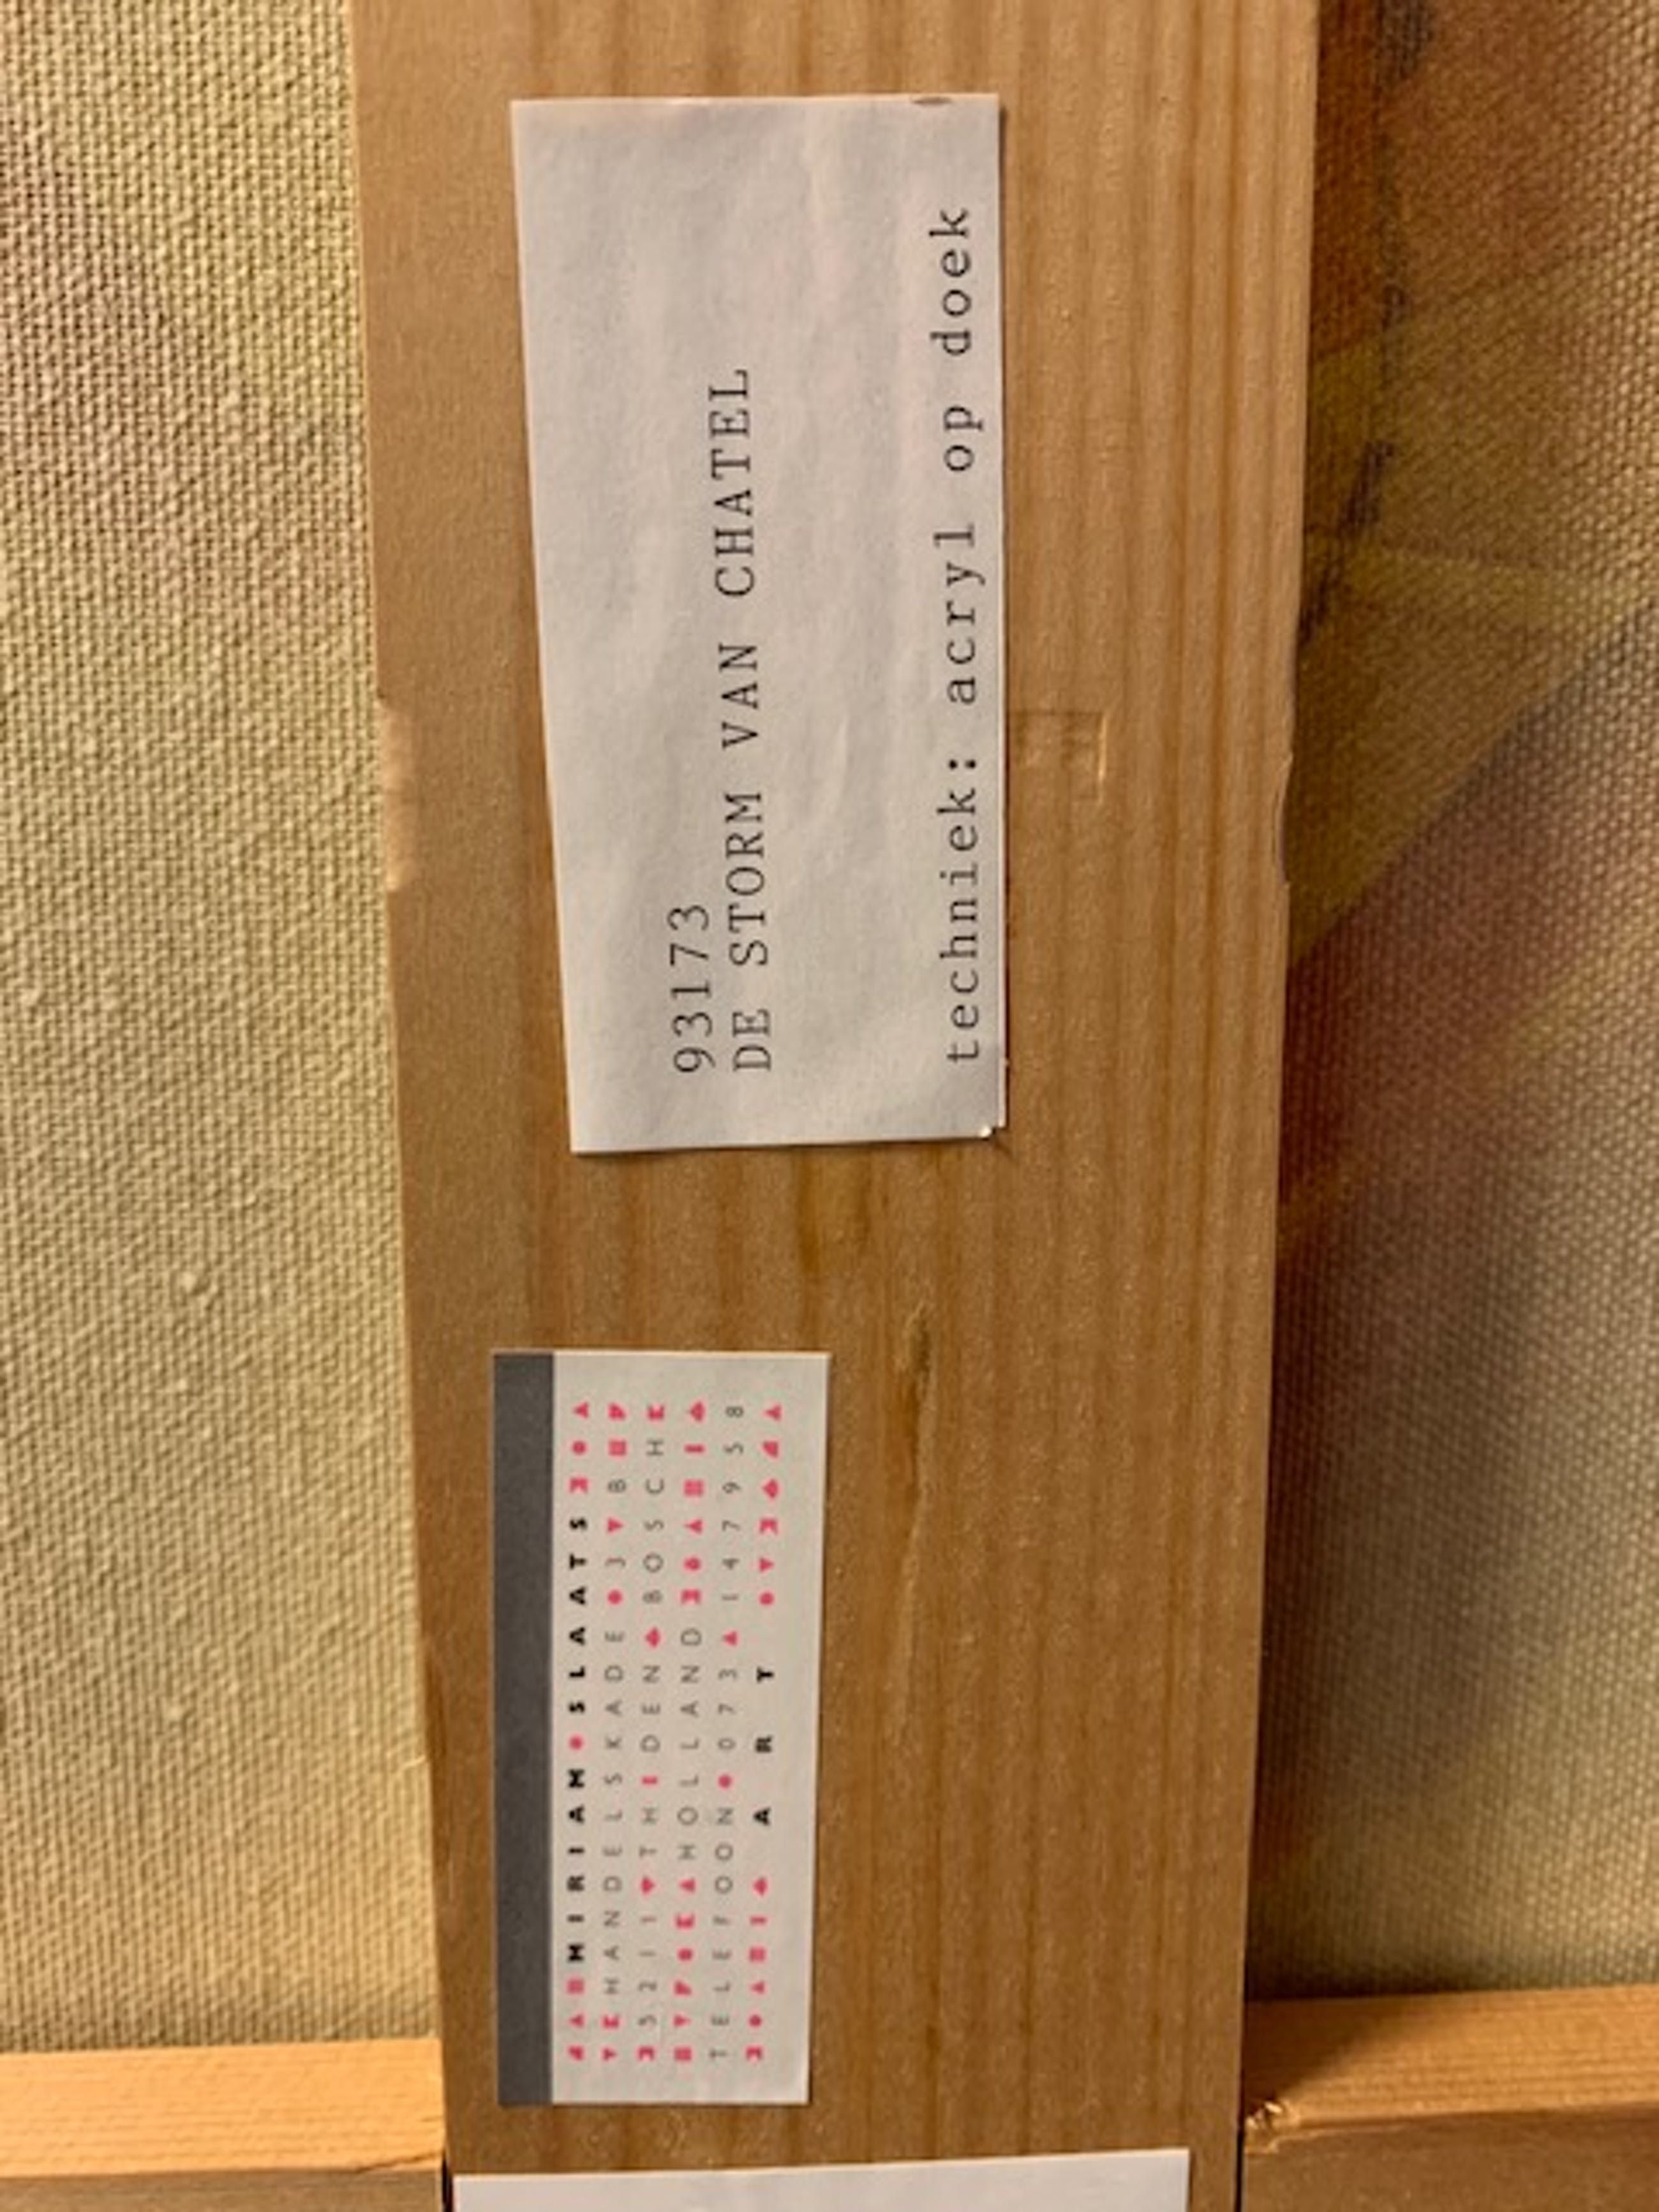 93173
DE STORM VAN CHATEL
techniek: acryl op doek
MIRIAM SLAATS
HANDELSKADE 3 B
5211 TH DEN BOSCH
HOLLAND
TELEFOON 073 147958
ART